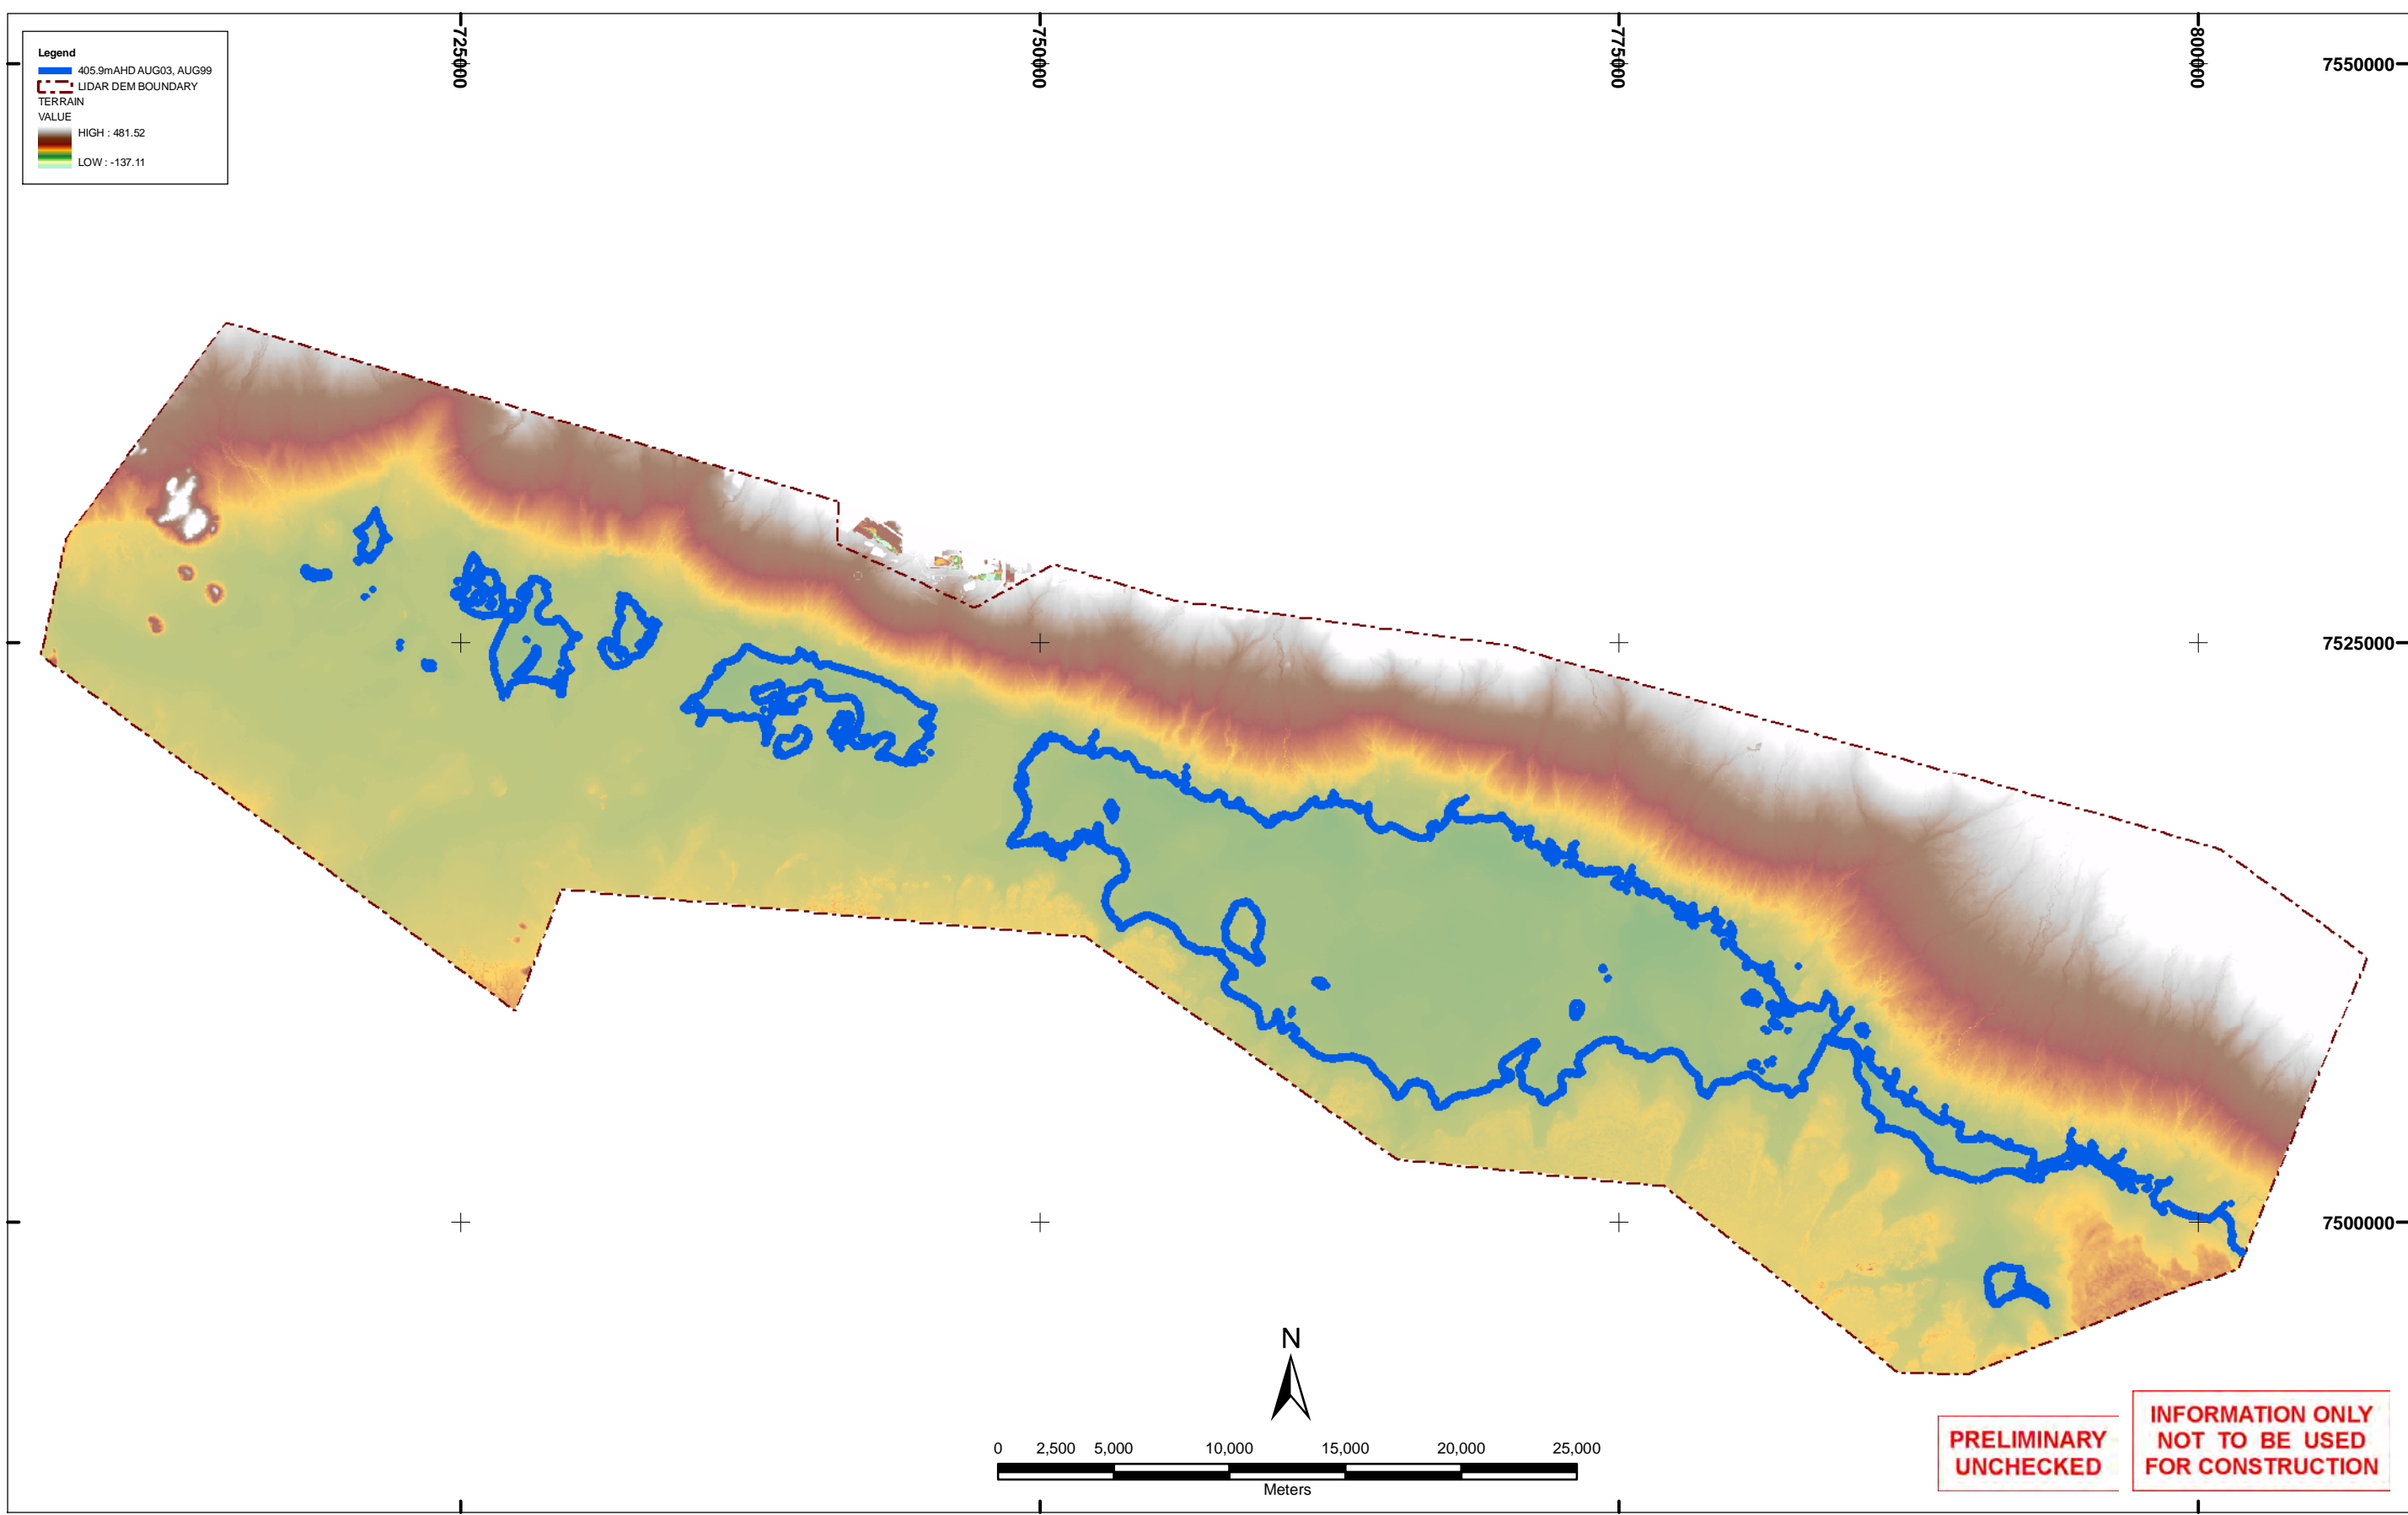 Legend
405.9mAHD AUG03, AUG99
LIDAR DEM BOUNDARY
TERRAIN
VALUE
HIGH : 481.52
LOW : -137.11
725000
750000
775000
800000
7550000
7525000
7500000
N
0 2,500 5,000 10,000 15,000 20,000 25,000
Meters
PRELIMINARY
UNCHECKED
INFORMATION ONLY
NOT TO BE USED
FOR CONSTRUCTION